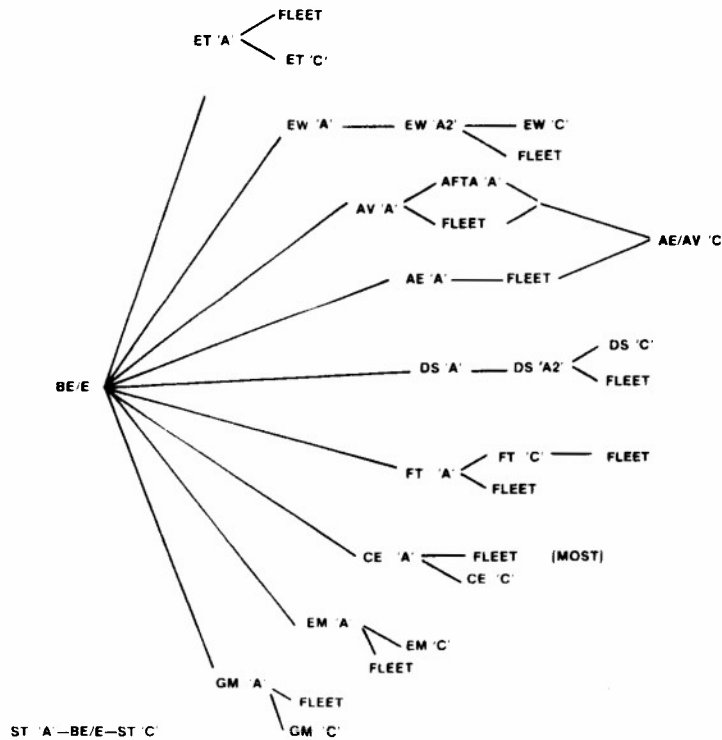 FLEET
ET 'A'
ET 'C'
EW 'A' EW 'A2' EW 'C'
FLEET
AFTA 'A'
AV 'A'
FLEET
AE/AV 'C
AE 'A' FLEET
DS 'C'
DS 'A' DS 'A2'
FLEET
BE/E
FT 'C' FLEET
FT 'A'
FLEET
CE 'A' FLEET (MOST)
CE 'C'
EM 'A'
EM 'C'
FLEET
GM 'A'
FLEET
ST 'A'—BE/E—ST 'C' GM 'C'